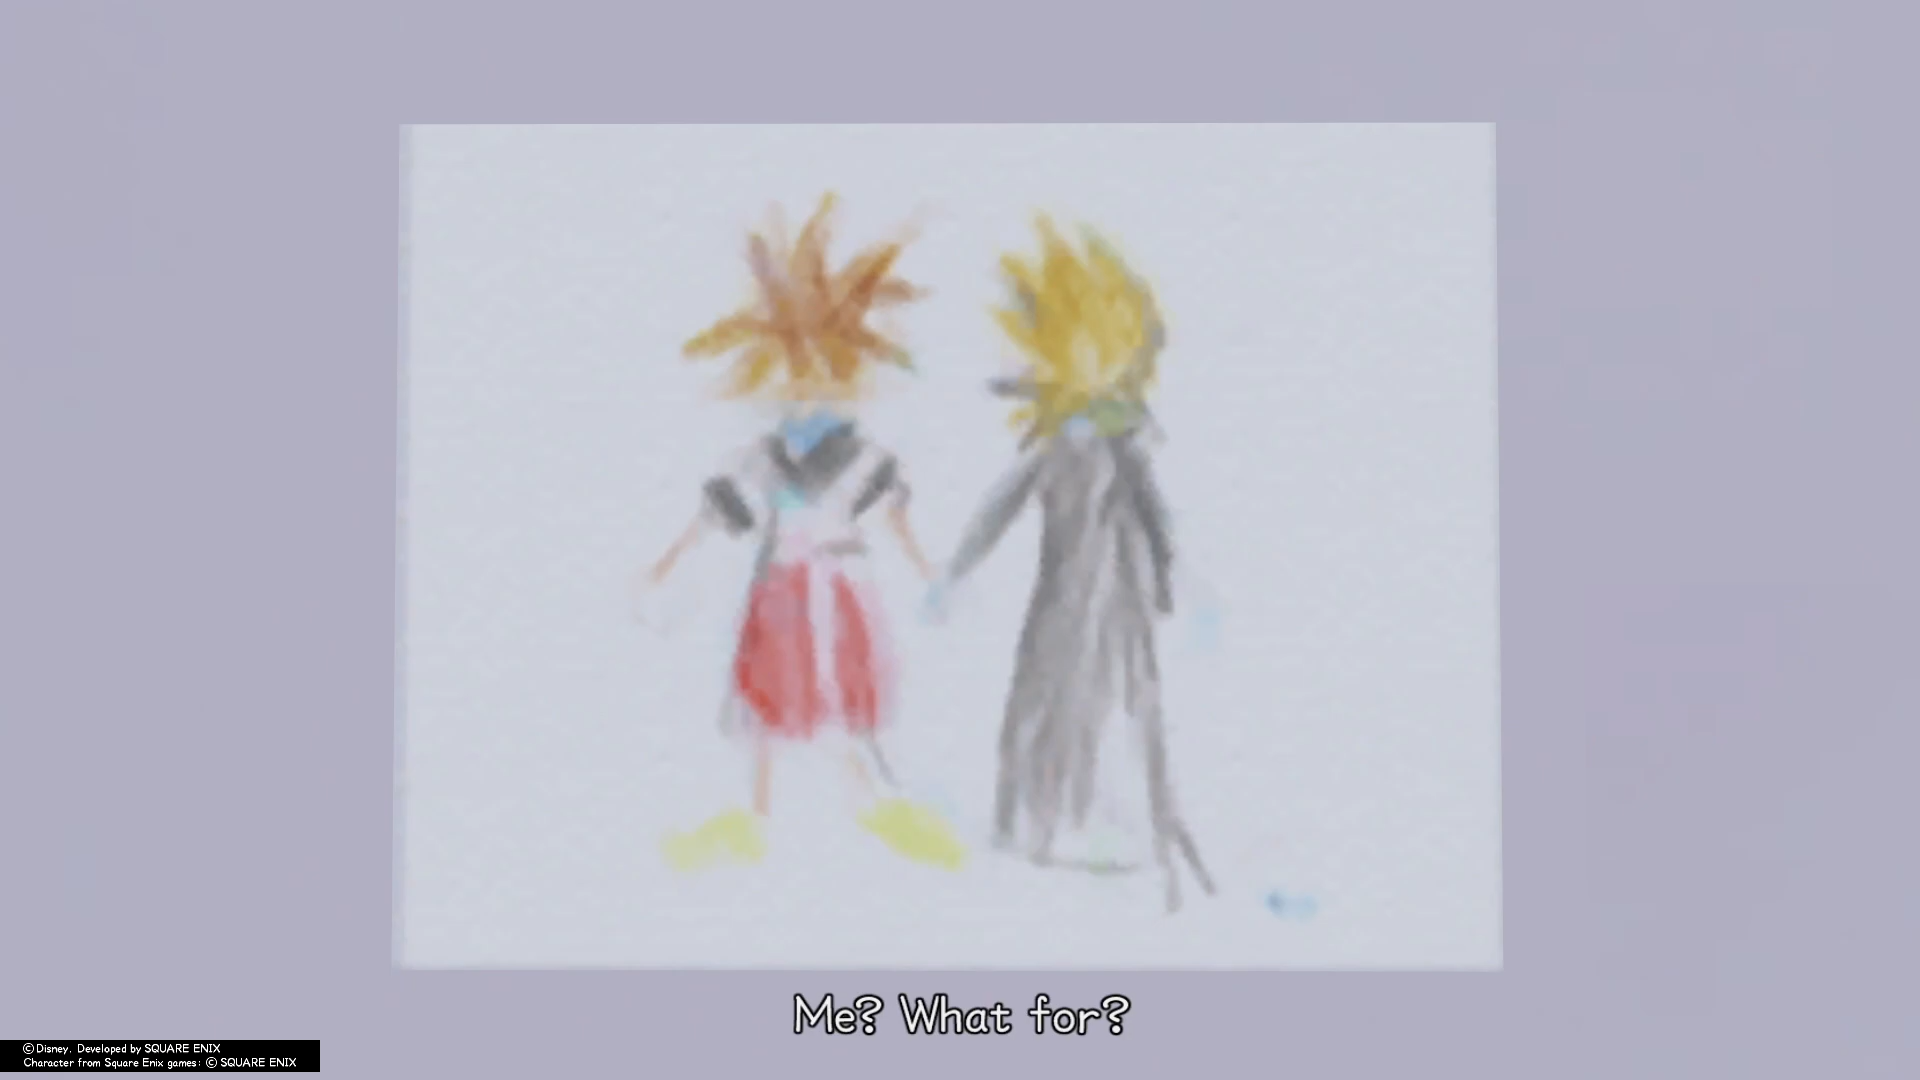 Me? What for?
©Disney. Developed by SQUARE ENIX
Character from Square Enix games: © SQUARE ENIX